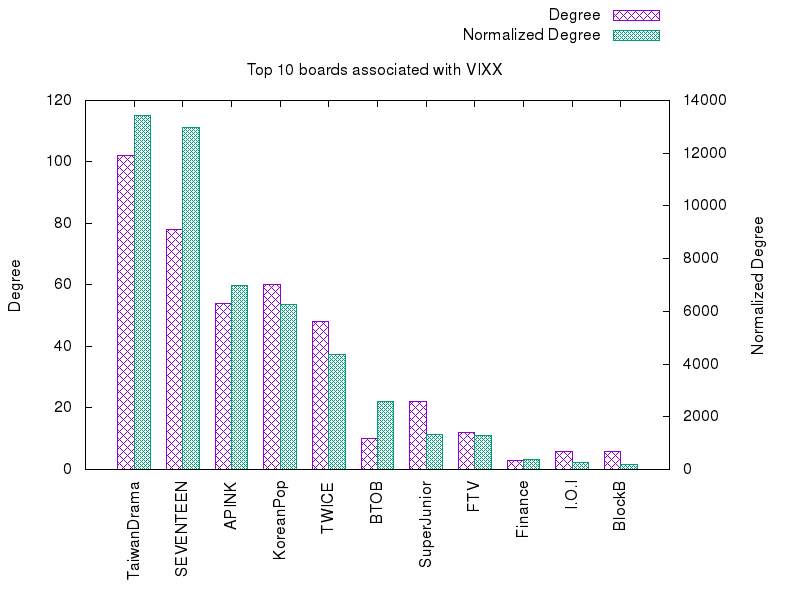 Degree
Normalized Degree
Top 10 boards associated with VIXX
120
100
80
60
40
20
0
14000
12000
10000
8000
6000
4000
2000
0
Degree
Normalized Degree
TaiwanDrama
SEVENTEEN
APINK
KoreanPop
TWICE
BTOB
SuperJunior
FTV
Finance
I.O.I
BlockB